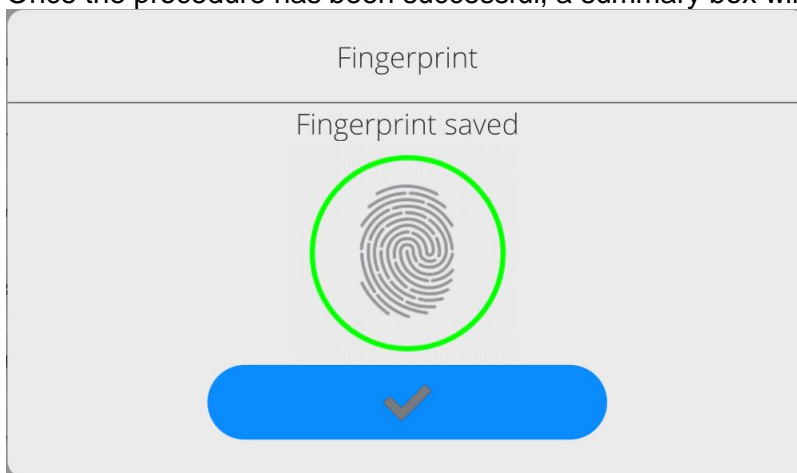 Once the procedure has been successful, a summary box
Fingerprint
Fingerprint saved